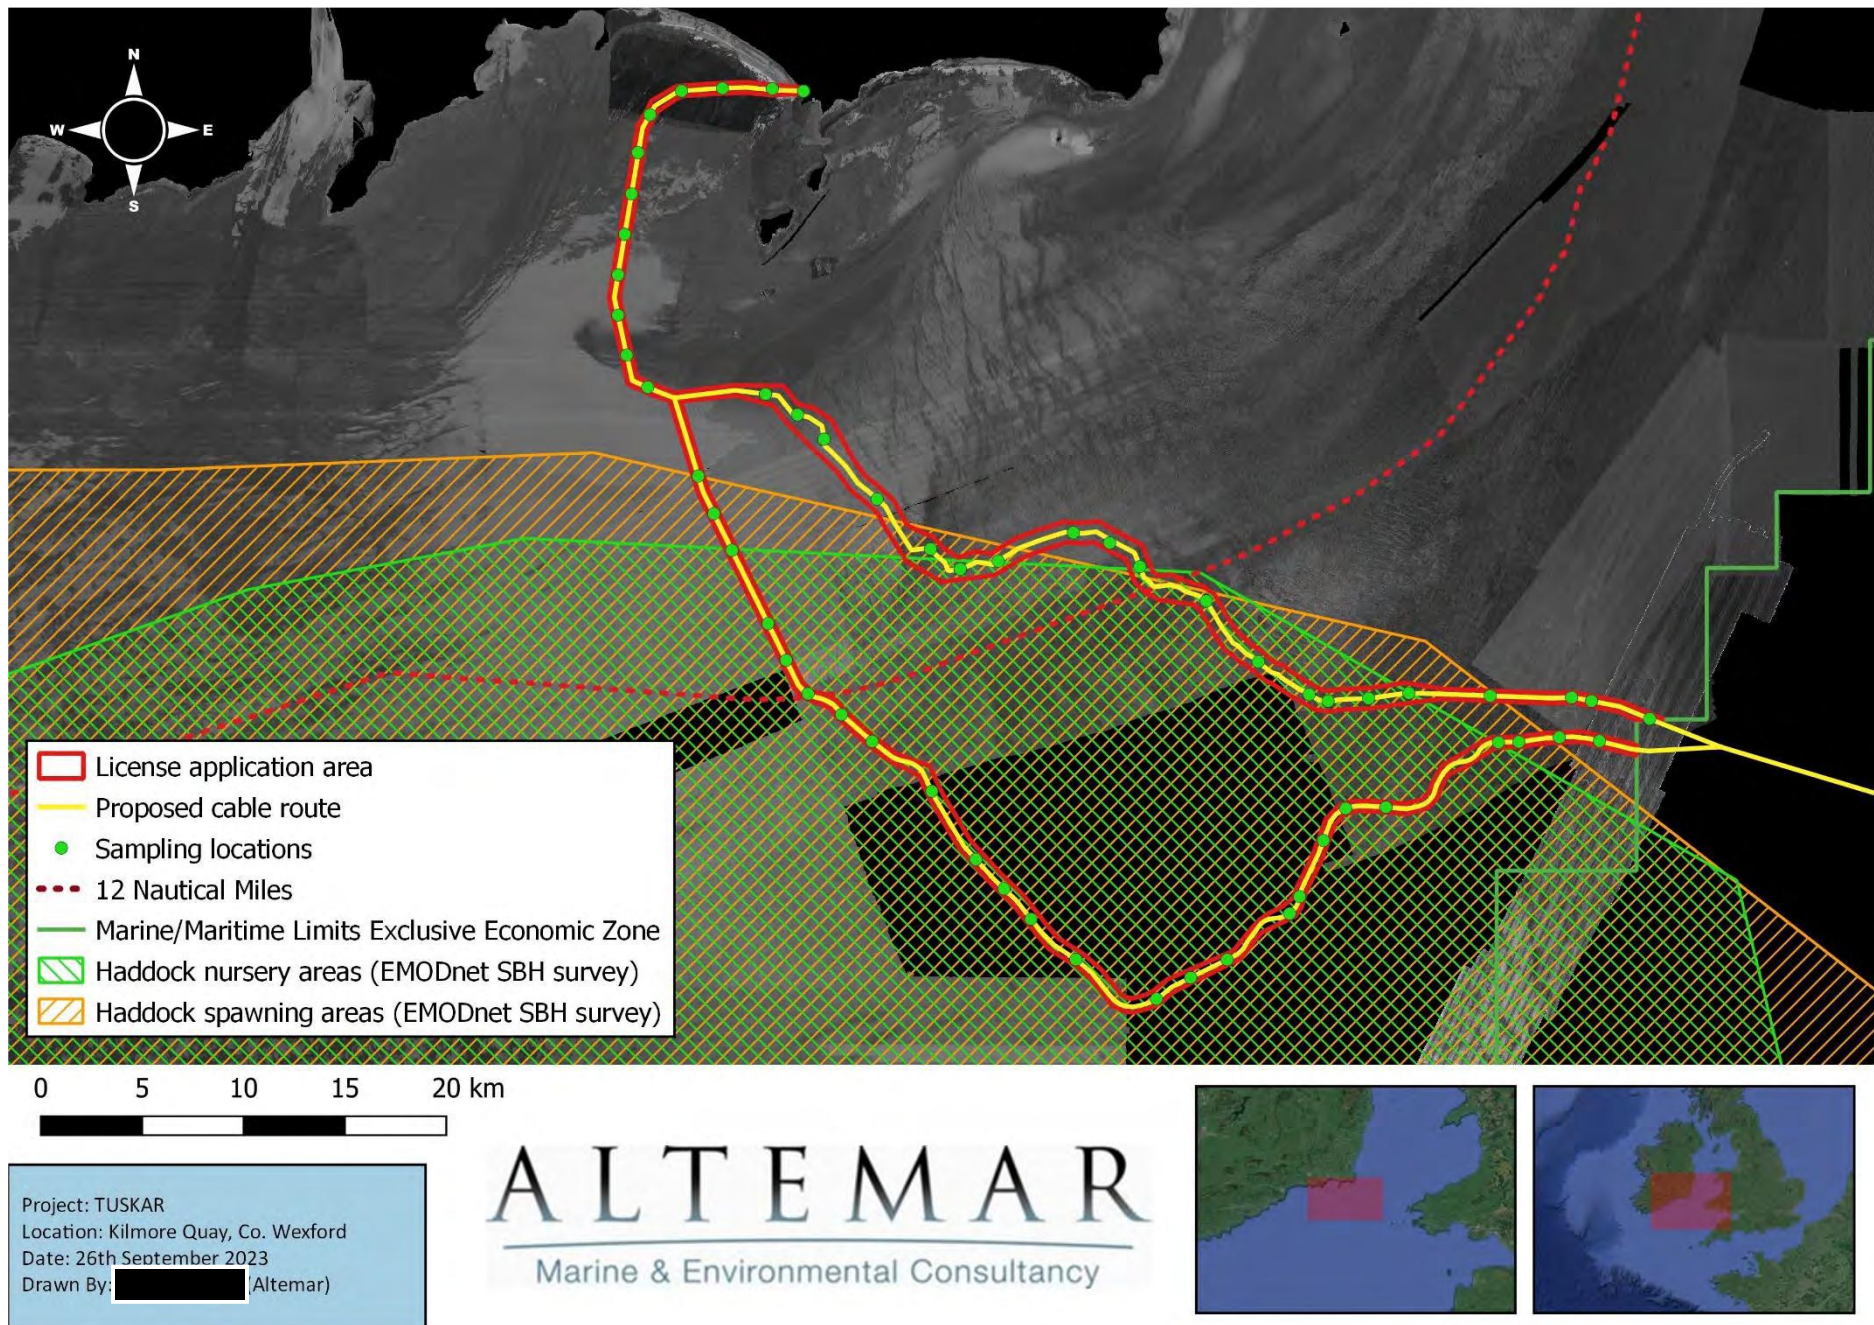 N
W
E
S
License application area
Proposed cable route
Sampling locations
12 Nautical Miles
Marine/Maritime Limits Exclusive Economic Zone
Haddock nursery areas (EMODnet SBH survey)
Haddock spawning areas (EMODnet SBH survey)
0 5 10 15 20 km
Project: TUSKAR
Location: Kilmore Quay, Co. Wexford
Date: 26th September 2023
Drawn By: (Altemar)
ALTEMAR
Marine & Environmental Consultancy